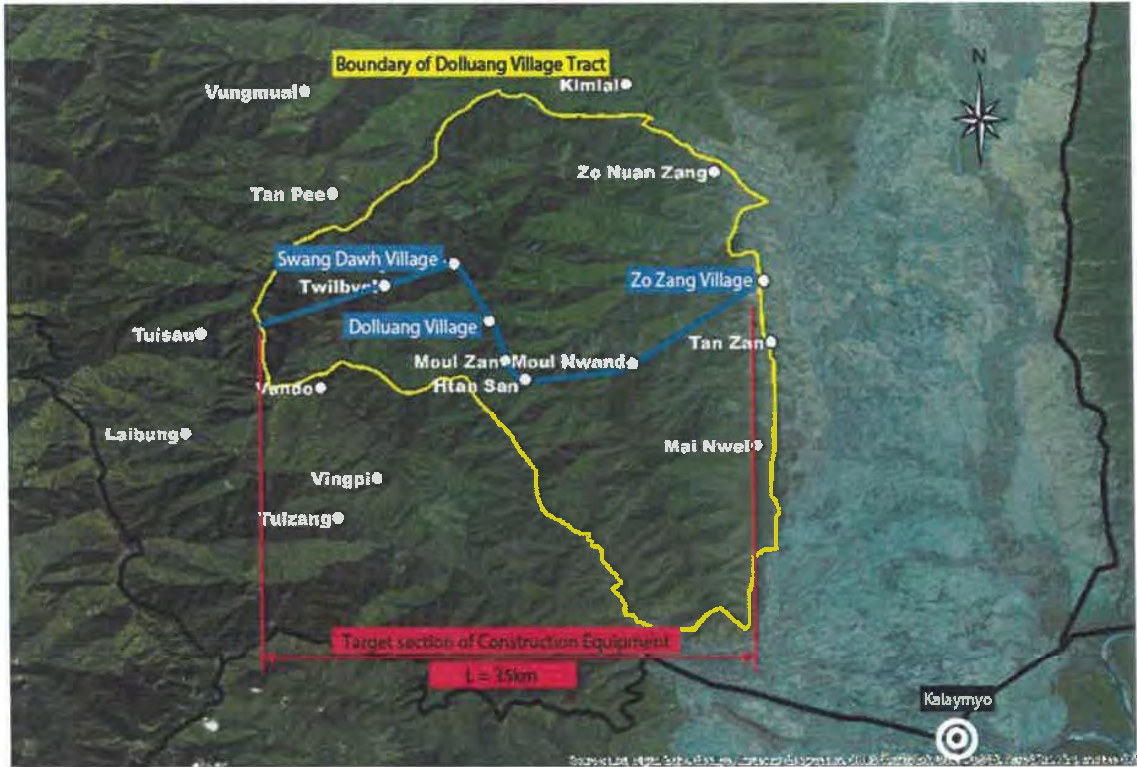 Boundary of Dolluang Village Tract
Kimlai
Vungmual
N
Zo Nuan Zang
Tan Pee
Swang Dawh Village
Zo Zang Village
Dolluang Village
Tuisau
Tan Zan
Moul Zan
Moul Nwand
Htan San
Vando
Laibung
Mai Nwel
Vingpi
Tuizang
Target section of Construction Equipment
L = 35km
Kalaymyo